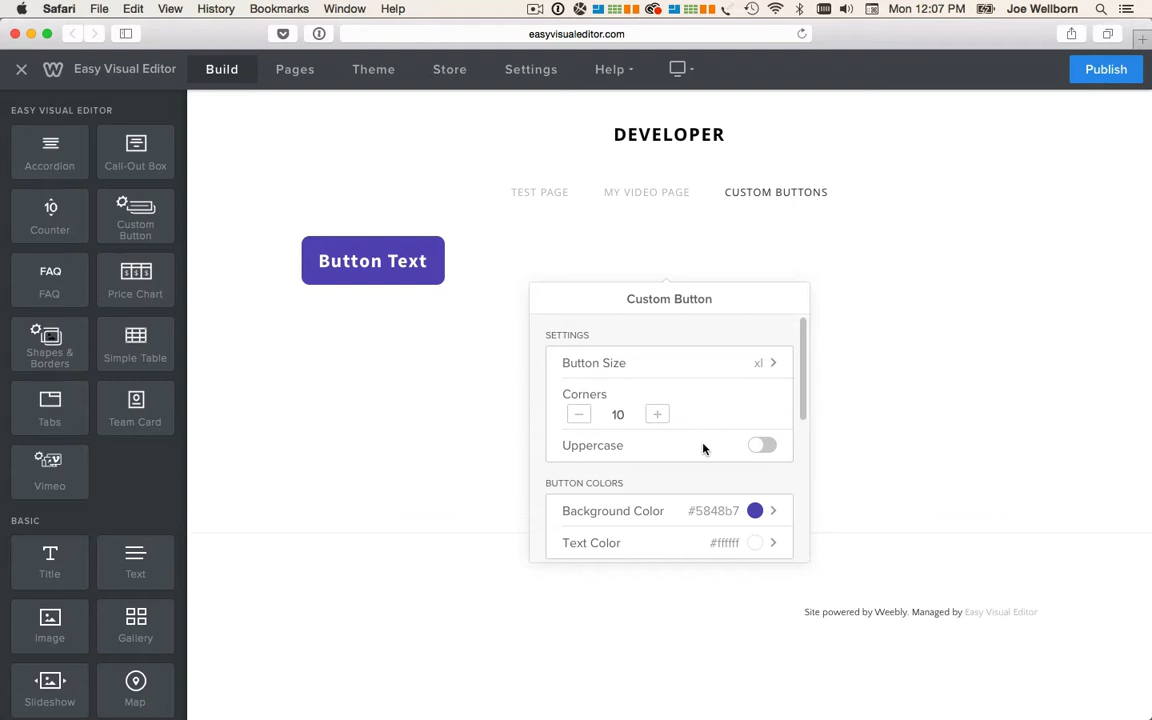 Safari File Edit View History Bookmarks Window Help Mon 12:07 PM Joe Wellborn
easyvisualeditor.com
Easy Visual Editor Build Pages Theme Store Settings Help Publish
EASY VISUAL EDITOR
Accordion Call-Out Box
10
Counter Custom Button
FAQ
FAQ Price Chart
Shapes & Borders Simple Table
Tabs Team Card
Vimeo
BASIC
T
Title Text
Image Gallery
Slideshow Map
DEVELOPER
TEST PAGE MY VIDEO PAGE CUSTOM BUTTONS
Button Text
Custom Button
SETTINGS
Button Size xl
Corners
− 10 +
Uppercase
BUTTON COLORS
Background Color #5848b7
Text Color #ffffff
Site powered by Weebly. Managed by Easy Visual Editor